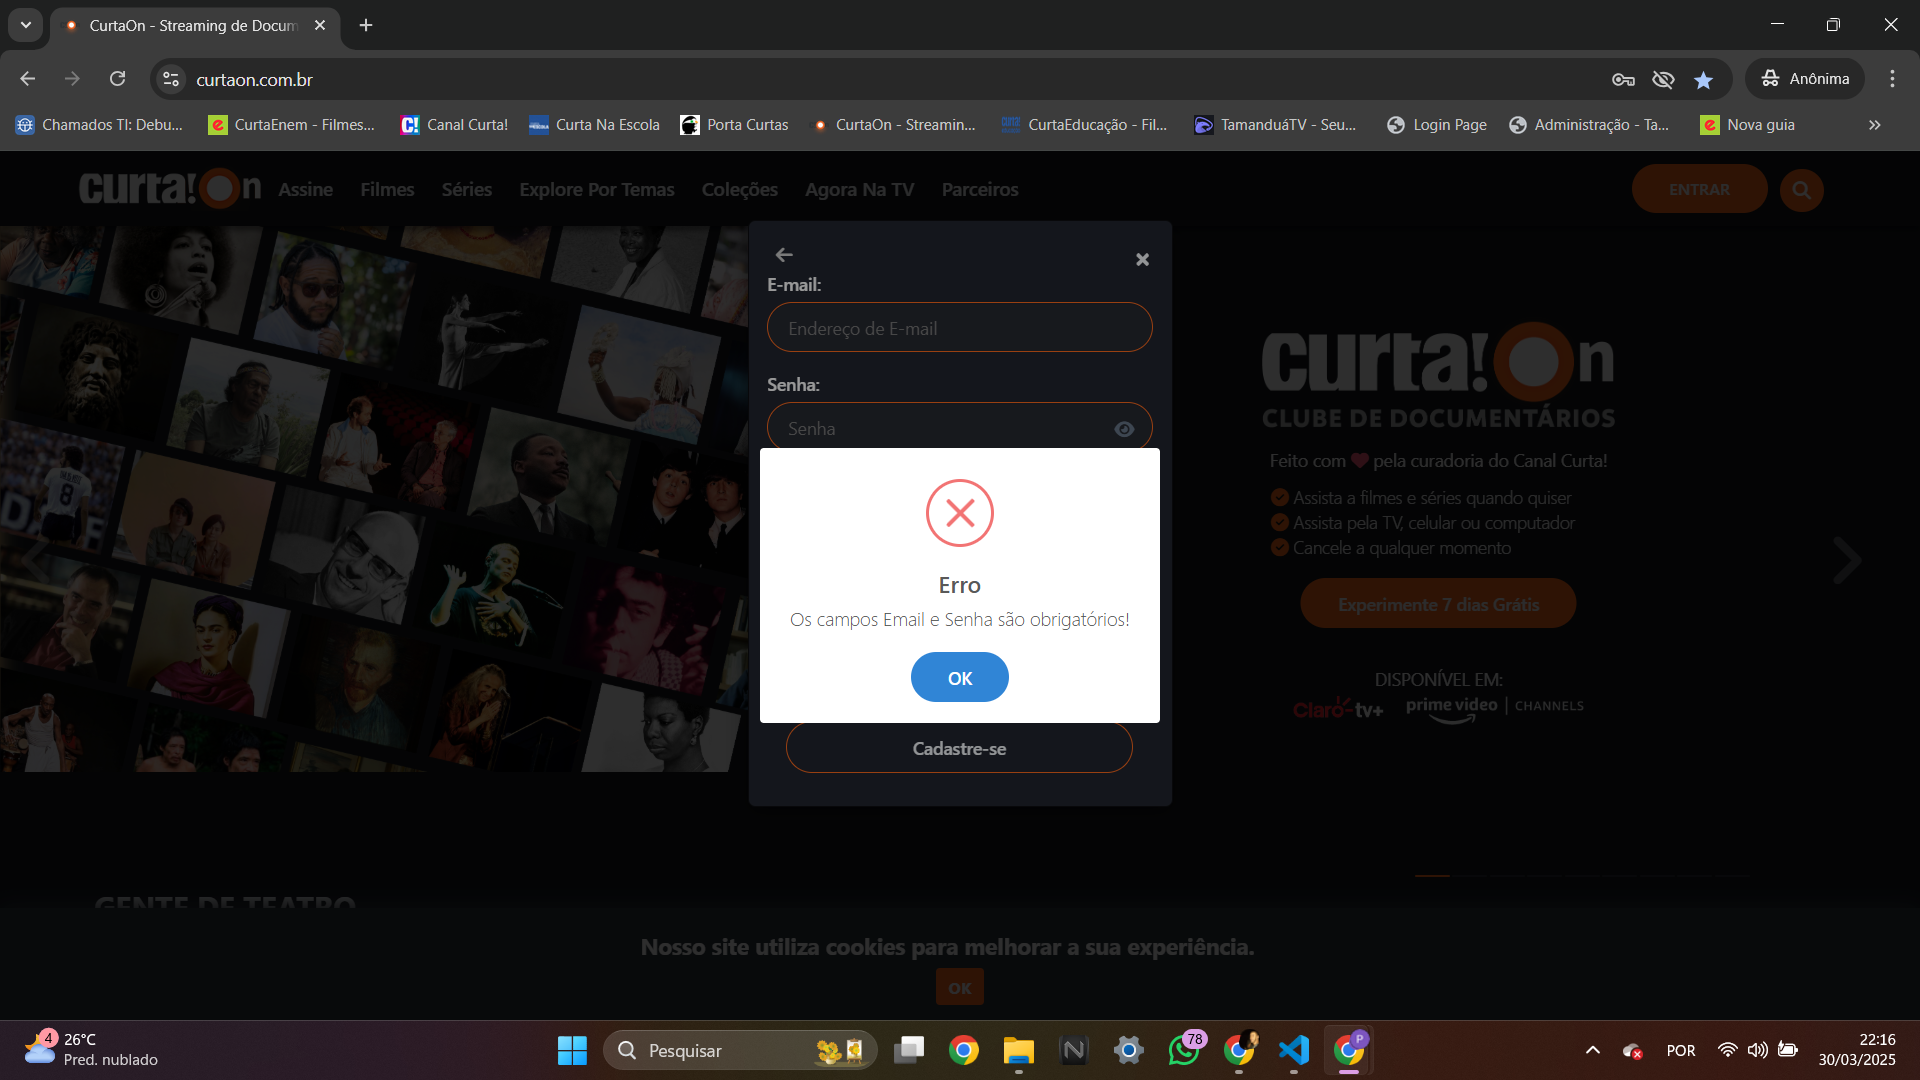 CurtaOn - Streaming de Docum
curtaon.com.br
Anônima
Chamados TI: Debu...
CurtaEnem - Filmes...
Canal Curta!
Curta Na Escola
Porta Curtas
CurtaOn - Streamin...
CurtaEducação - Fil...
TamanduáTV - Seu...
Login Page
Administração - Ta...
Nova guia
curta!On
Assine
Filmes
Séries
Explore Por Temas
Coleções
Agora Na TV
Parceiros
ENTRAR
E-mail:
Endereço de E-mail
Senha:
Senha
Erro
Os campos Email e Senha são obrigatórios!
OK
Cadastre-se
curta!On
CLUBE DE DOCUMENTÁRIOS
Feito com ❤ pela curadoria do Canal Curta!
Assista a filmes e séries quando quiser
Assista pela TV, celular ou computador
Cancele a qualquer momento
Experimente 7 dias Grátis
DISPONÍVEL EM:
Claro tv+
prime video | CHANNELS
GENTE DE TEATRO
Nosso site utiliza cookies para melhorar a sua experiência.
OK
4
26°C
Pred. nublado
Pesquisar
78
P
POR
22:16
30/03/2025